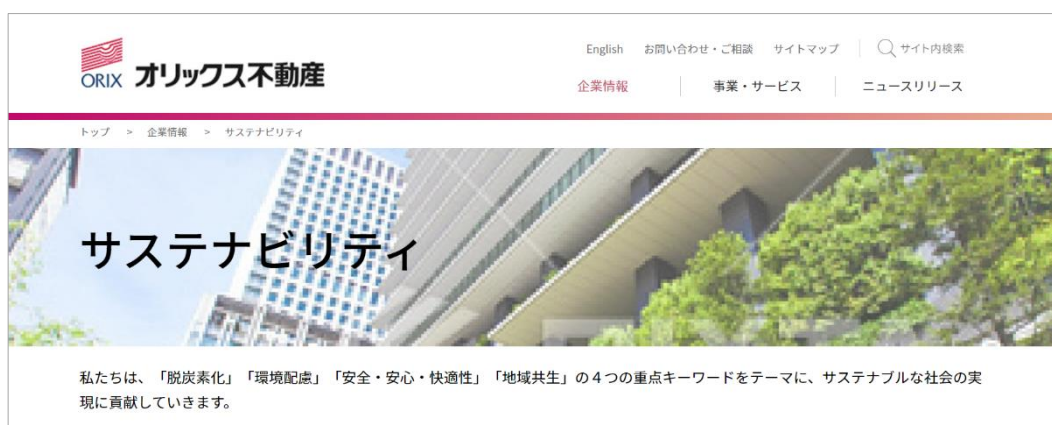 English お問い合わせ・ご相談 サイトマップ サイト内検索
ORIX オリックス不動産
企業情報 事業・サービス ニュースリリース
トップ > 企業情報 > サステナビリティ
サステナビリティ
私たちは、「脱炭素化」「環境配慮」「安全・安心・快適性」「地域共生」の４つの重点キーワードをテーマに、サステナブルな社会の実
現に貢献していきます。